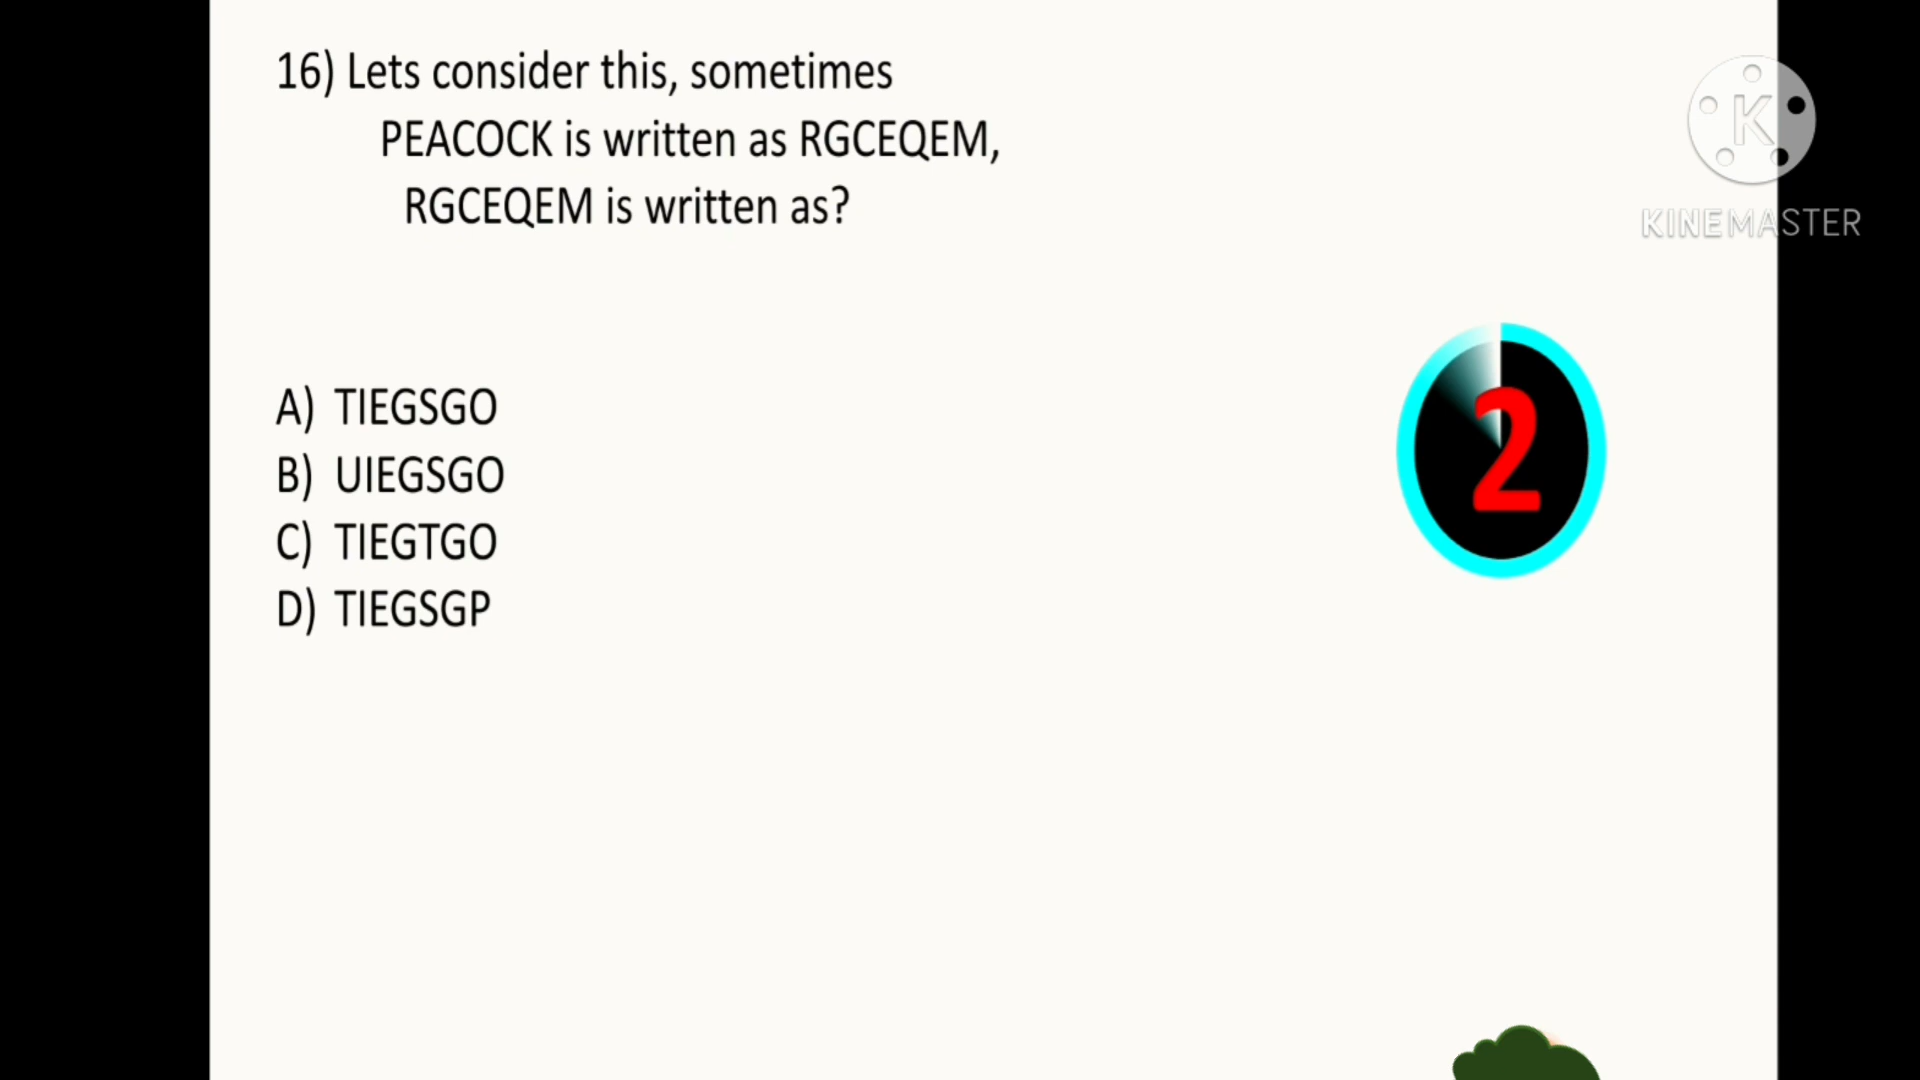 16) Lets consider this, sometimes
PEACOCK is written as RGCEQEM,
RGCEQEM is written as?
K
KINEMASTER
A) TIEGSGO
B) UIEGSGO
C) TIEGTGO
D) TIEGSGP
2